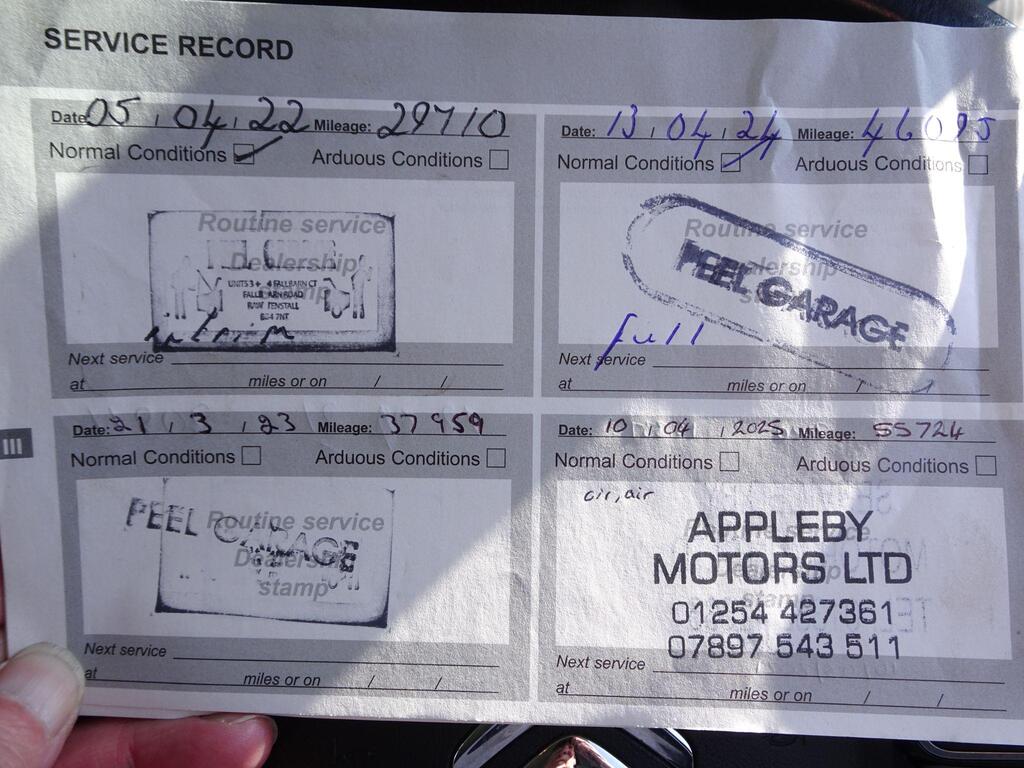 SERVICE RECORD
Date: 05 / 04 / 22 Mileage: 29710
Normal Conditions Arduous Conditions
Routine service
Dealership
UNITS 3 + 4 FALLBARN CT
FALLBARN ROAD
RAWTENSTALL
BB4 7NT
interim
Next service
at miles or on / /
Date: 13 / 04 / 24 Mileage: 46095
Normal Conditions Arduous Conditions
Routine service
PEEL GARAGE
full
Next service
at miles or on / /
III
Date: 21 / 3 / 23 Mileage: 37959
Normal Conditions Arduous Conditions
PEEL GARAGE
Routine service
Dealership
stamp
Next service
at miles or on / /
Date: 10 / 04 / 2025 Mileage: 55724
Normal Conditions Arduous Conditions
air
APPLEBY
MOTORS LTD
01254 427361
07897 543 511
Next service
at miles or on / /